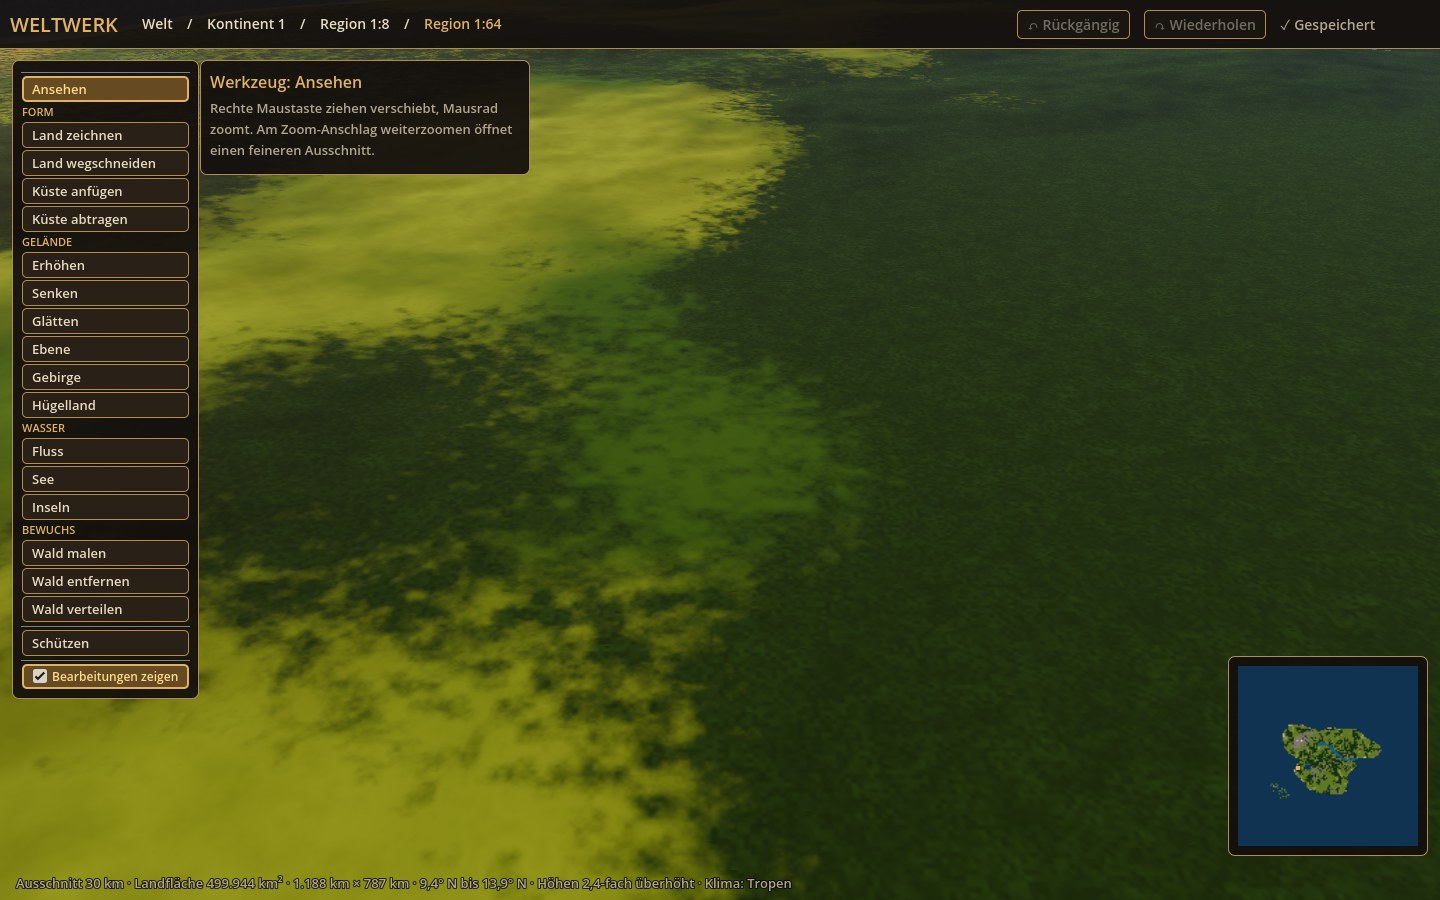 WELTWERK Welt / Kontinent 1 / Region 1:8 / Region 1:64 Rückgängig Wiederholen ✓ Gespeichert
Ansehen
FORM
Land zeichnen
Land wegschneiden
Küste anfügen
Küste abtragen
GELÄNDE
Erhöhen
Senken
Glätten
Ebene
Gebirge
Hügelland
WASSER
Fluss
See
Inseln
BEWUCHS
Wald malen
Wald entfernen
Wald verteilen
Schützen
Bearbeitungen zeigen
Werkzeug: Ansehen
Rechte Maustaste ziehen verschiebt, Mausrad
zoomt. Am Zoom-Anschlag weiterzoomen öffnet
einen feineren Ausschnitt.
Ausschnitt 30 km · Landfläche 499.944 km² · 1.188 km × 787 km · 9,4° N bis 13,9° N · Höhen 2,4-fach überhöht · Klima: Tropen